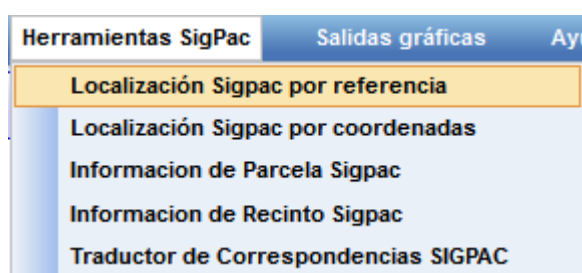 Herramientas SigPac Salidas gráficas
Localización Sigpac por referencia
Localización Sigpac por coordenadas
Informacion de Parcela Sigpac
Informacion de Recinto Sigpac
Traductor de Correspondencias SIGPAC